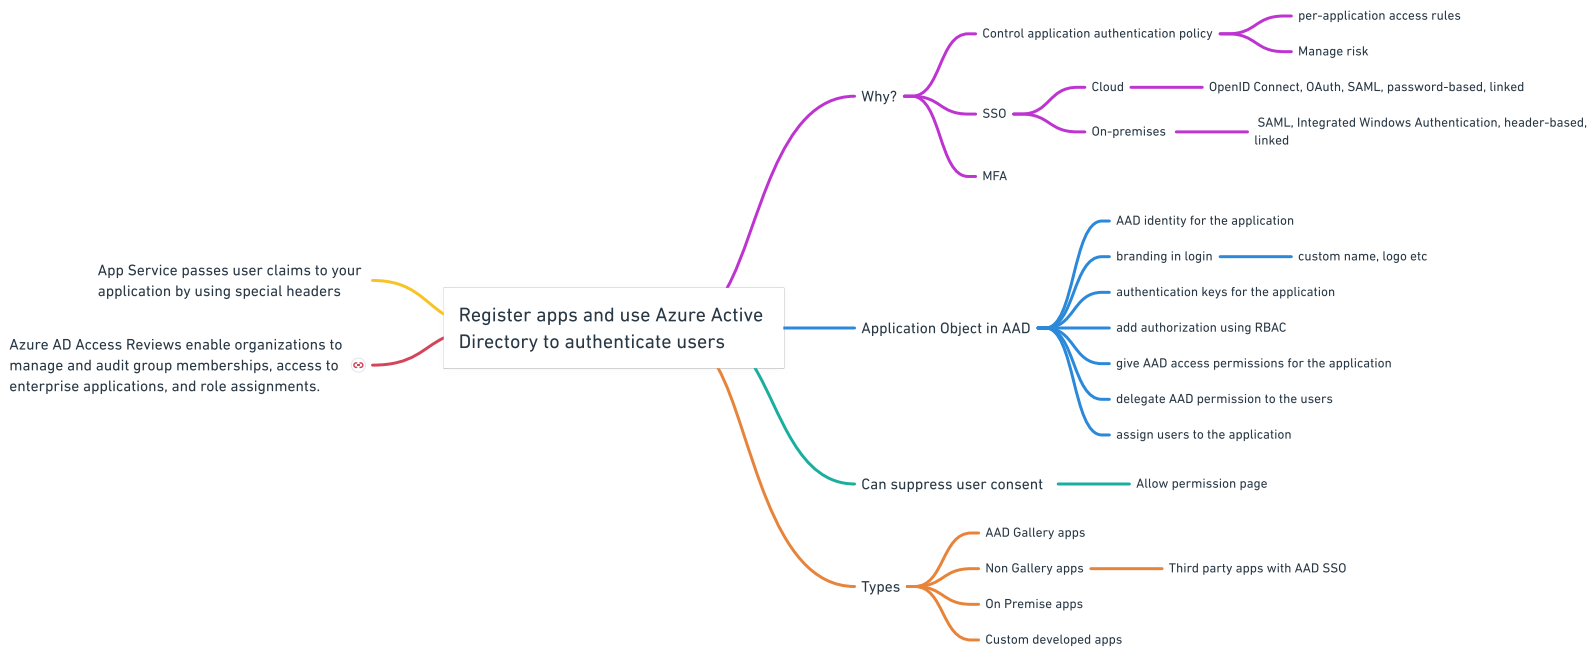 Register apps and use Azure Active
Directory to authenticate users
Why?
Control application authentication policy
per-application access rules
Manage risk
SSO
Cloud
OpenID Connect, OAuth, SAML, password-based, linked
On-premises
SAML, Integrated Windows Authentication, header-based,
linked
MFA
Application Object in AAD
AAD identity for the application
branding in login
custom name, logo etc
authentication keys for the application
add authorization using RBAC
give AAD access permissions for the application
delegate AAD permission to the users
assign users to the application
Can suppress user consent
Allow permission page
Types
AAD Gallery apps
Non Gallery apps
Third party apps with AAD SSO
On Premise apps
Custom developed apps
App Service passes user claims to your
application by using special headers
Azure AD Access Reviews enable organizations to
manage and audit group memberships, access to
enterprise applications, and role assignments.